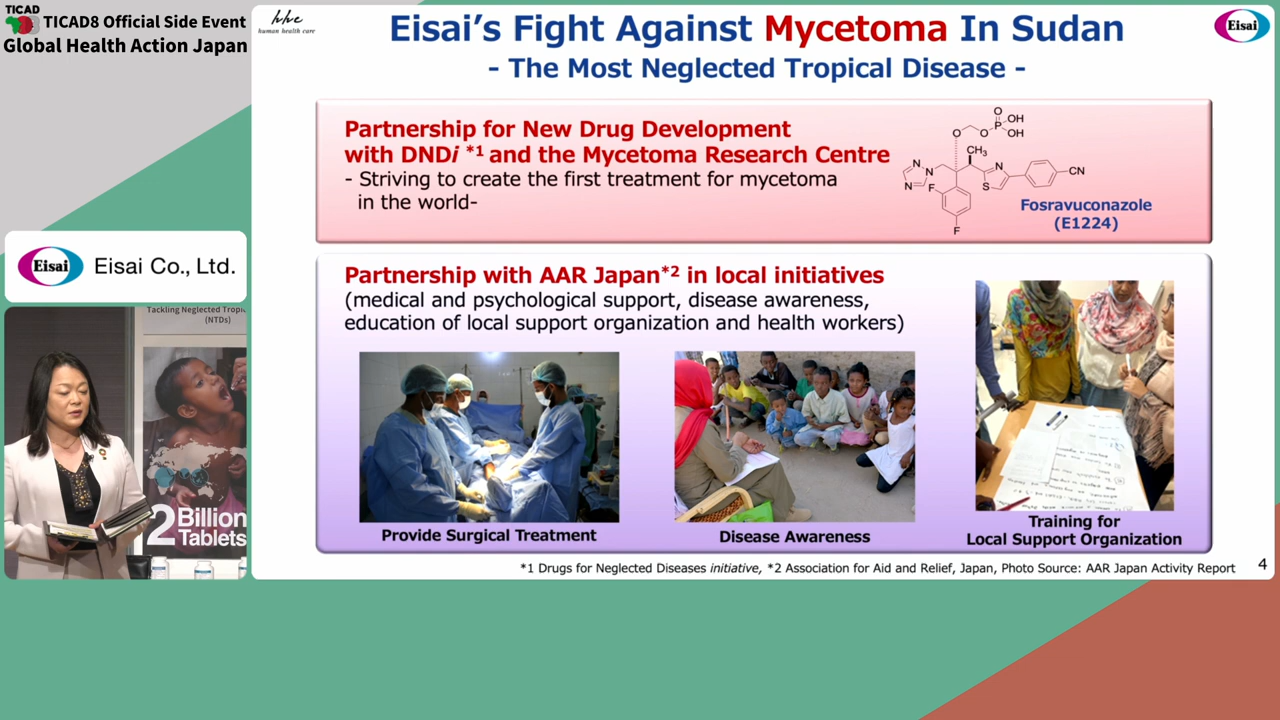 TICAD
TICAD8 Official Side Event
Global Health Action Japan
hhc
human health care
Eisai's Fight Against Mycetoma In Sudan
- The Most Neglected Tropical Disease -
Eisai
Partnership for New Drug Development
with DNDi *1 and the Mycetoma Research Centre
- Striving to create the first treatment for mycetoma
in the world-
O
P
OH
OH
O
O
CH3
N
N
N
F
F
N
S
CN
Fosravuconazole
(E1224)
Eisai
Eisai Co., Ltd.
Partnership with AAR Japan*2 in local initiatives
(medical and psychological support, disease awareness,
education of local support organization and health workers)
Provide Surgical Treatment
Disease Awareness
Training for
Local Support Organization
*1 Drugs for Neglected Diseases initiative, *2 Association for Aid and Relief, Japan, Photo Source: AAR Japan Activity Report
4
Tackling Neglected Tropi
(NTDs)
2 Billion
Tablets